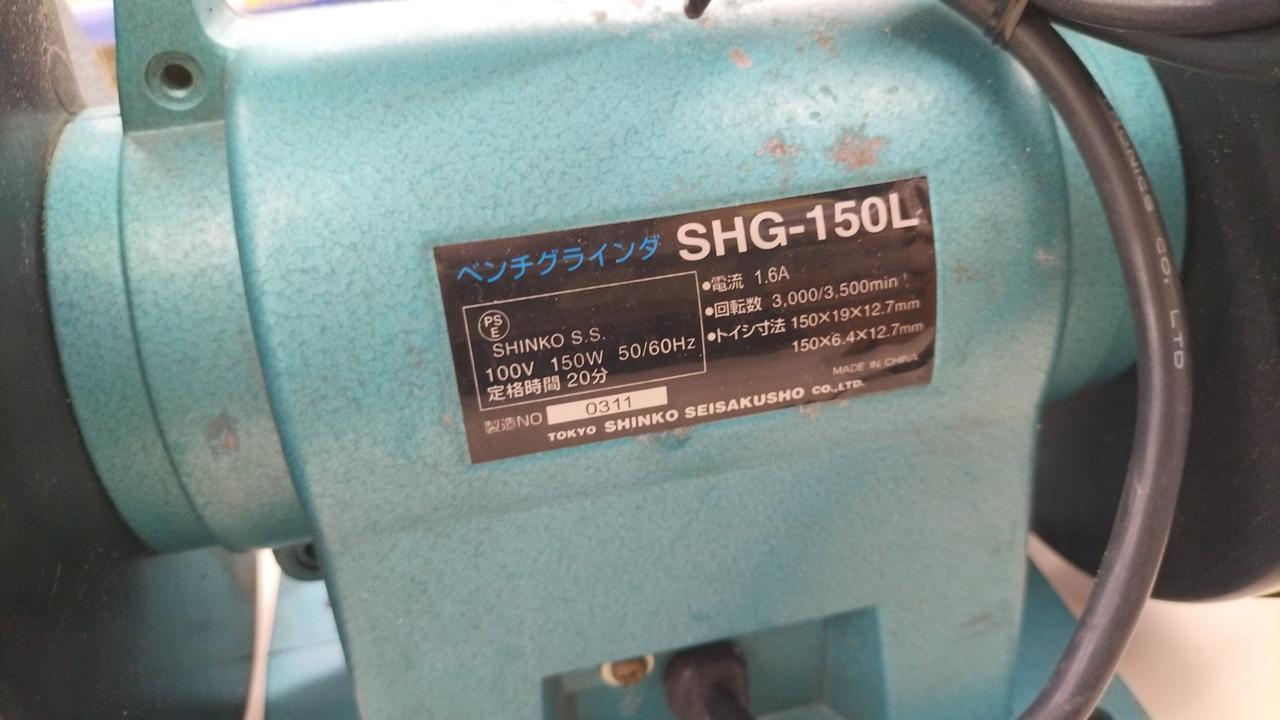 ベンチグラインダ SHG-150L
PS
E
SHINKO S.S.
100V 150W 50/60Hz
定格時間 20分
製造NO 0311
●電流 1.6A
●回転数 3,000/3,500min
●トイシ寸法 150×19×12.7mm
150×6.4×12.7mm
MADE IN CHINA
TOKYO SHINKO SEISAKUSHO CO.,LTD.
CO. LTD